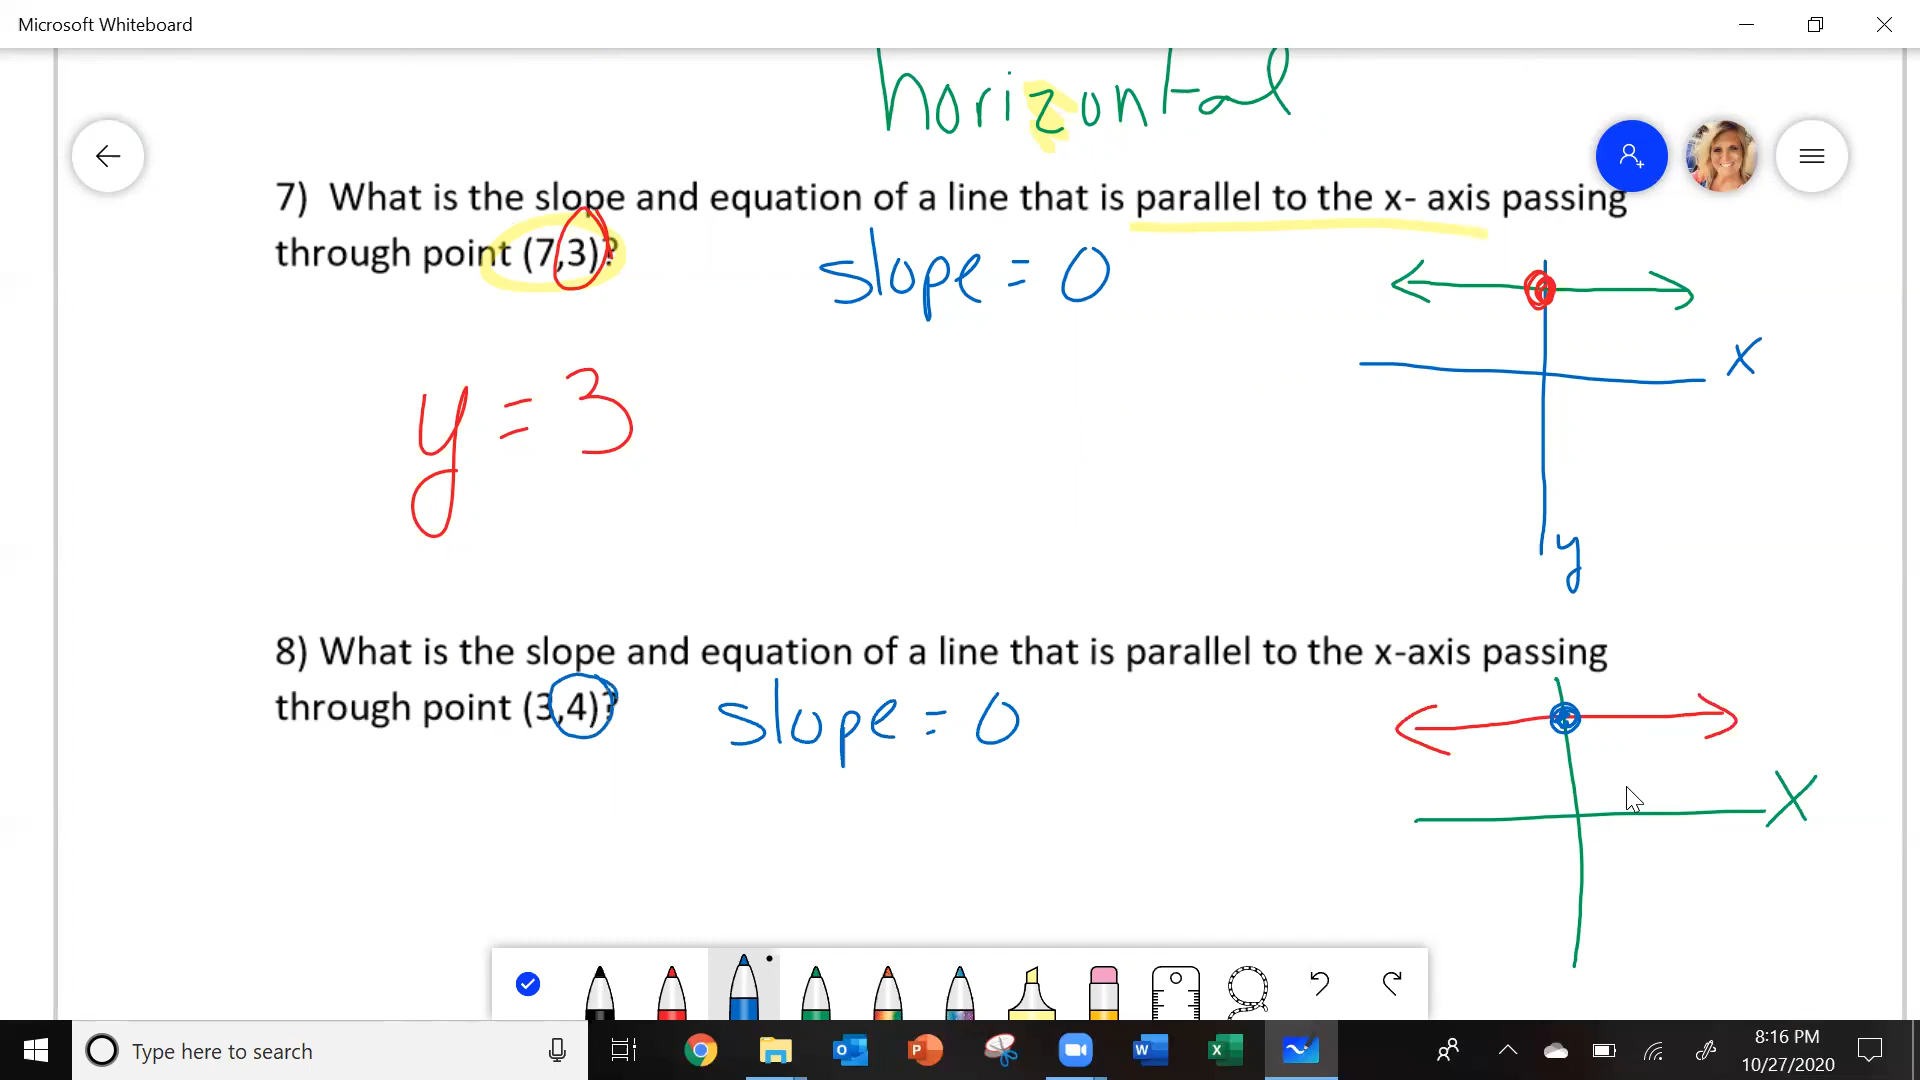 Microsoft Whiteboard
horizontal
7) What is the slope and equation of a line that is parallel to the x- axis passing
through point (7,3)?
slope = 0
y = 3
x
y
8) What is the slope and equation of a line that is parallel to the x-axis passing
through point (3,4)?
slope = 0
X
Type here to search
8:16 PM
10/27/2020